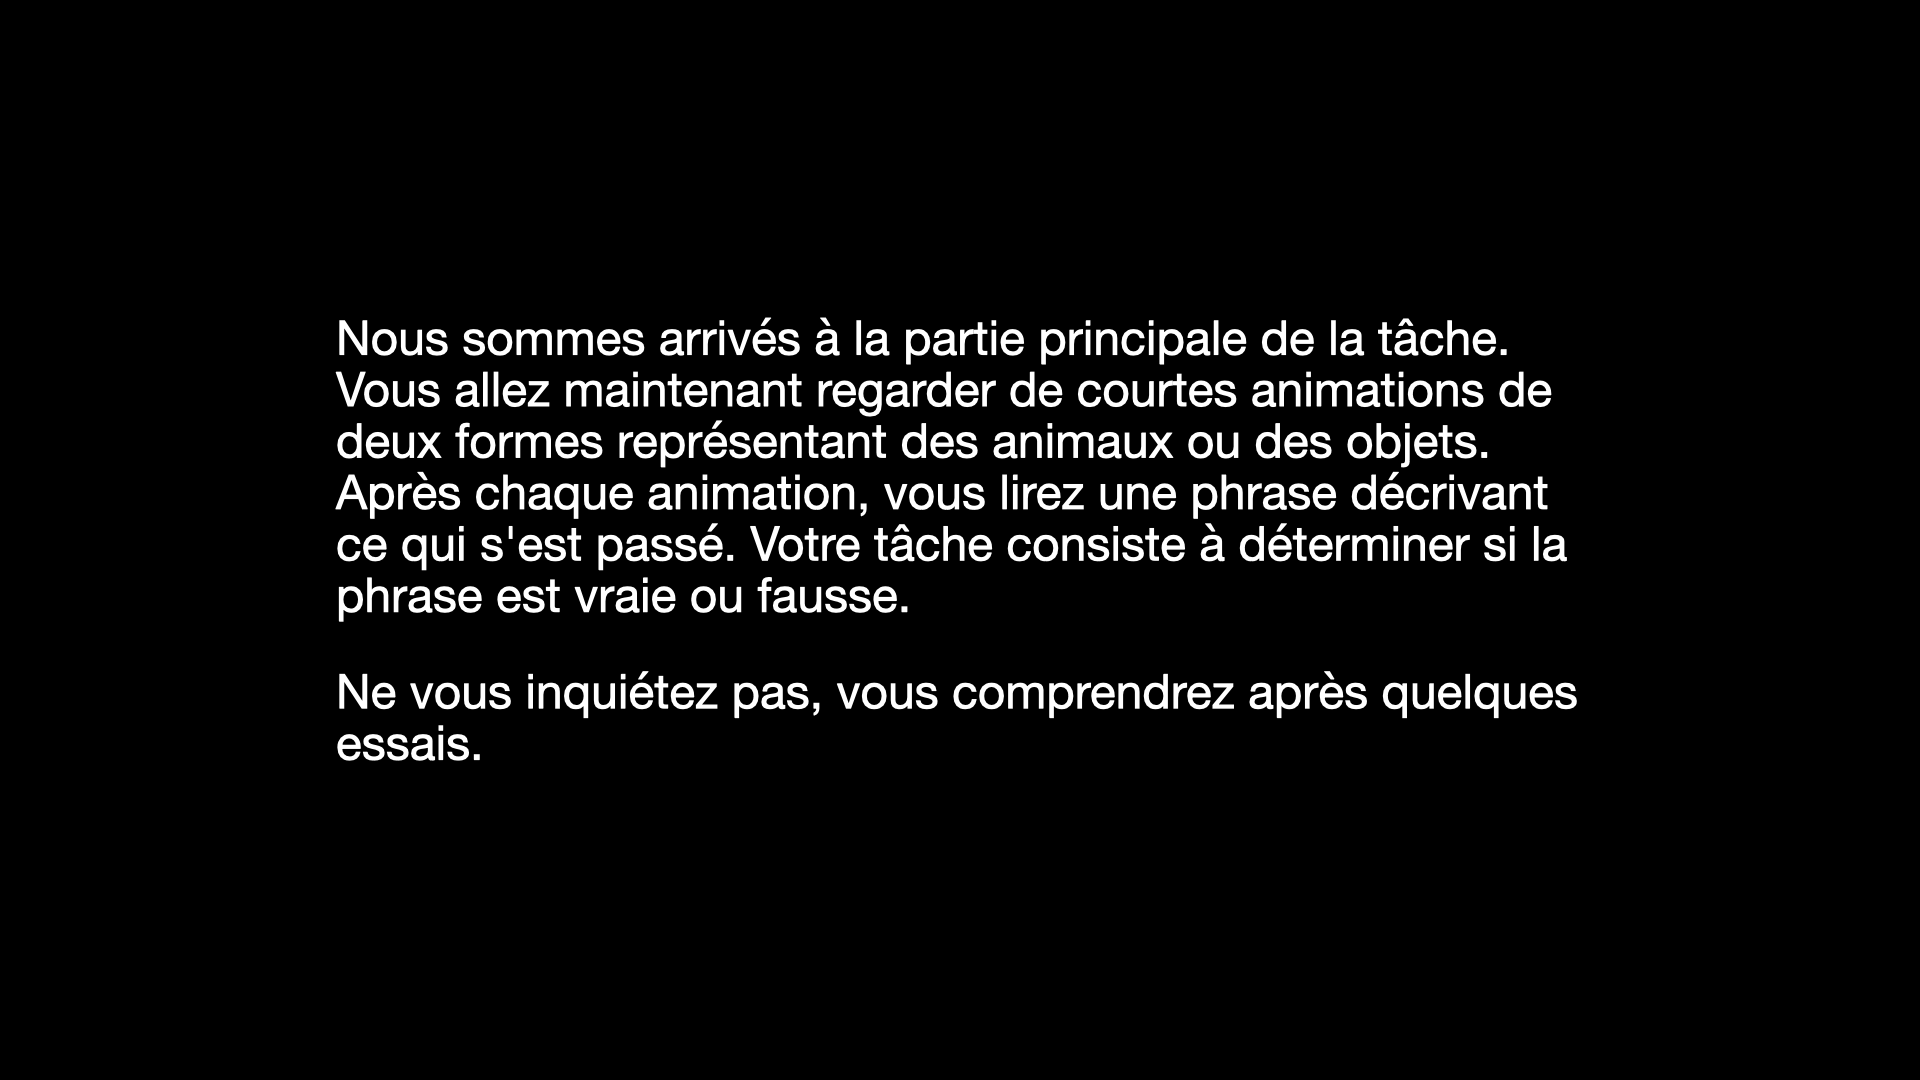 Nous sommes arrivés à la partie principale de la tâche.
Vous allez maintenant regarder de courtes animations de
deux formes représentant des animaux ou des objets.
Après chaque animation, vous lirez une phrase décrivant
ce qui s'est passé. Votre tâche consiste à déterminer si la
phrase est vraie ou fausse.
Ne vous inquiétez pas, vous comprendrez après quelques
essais.